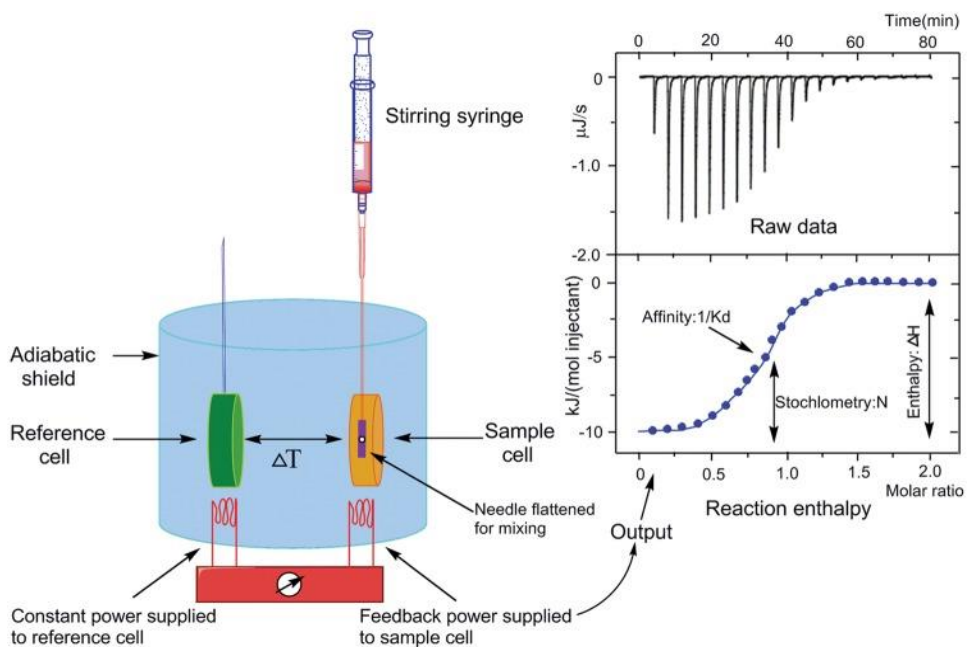 Stirring syringe
Adiabatic
shield
Reference
cell
ΔT
Sample
cell
Needle flattened
for mixing
Constant power supplied
to reference cell
Feedback power supplied
to sample cell
Output
Time(min)
0 20 40 60 80
0
-1.0
-2.0
μJ/s
Raw data
0
-5
-10
kJ/(mol injectant)
Affinity:1/Kd
Stochlometry:N
Enthalpy: ΔH
0 0.5 1.0 1.5 2.0
Molar ratio
Reaction enthalpy